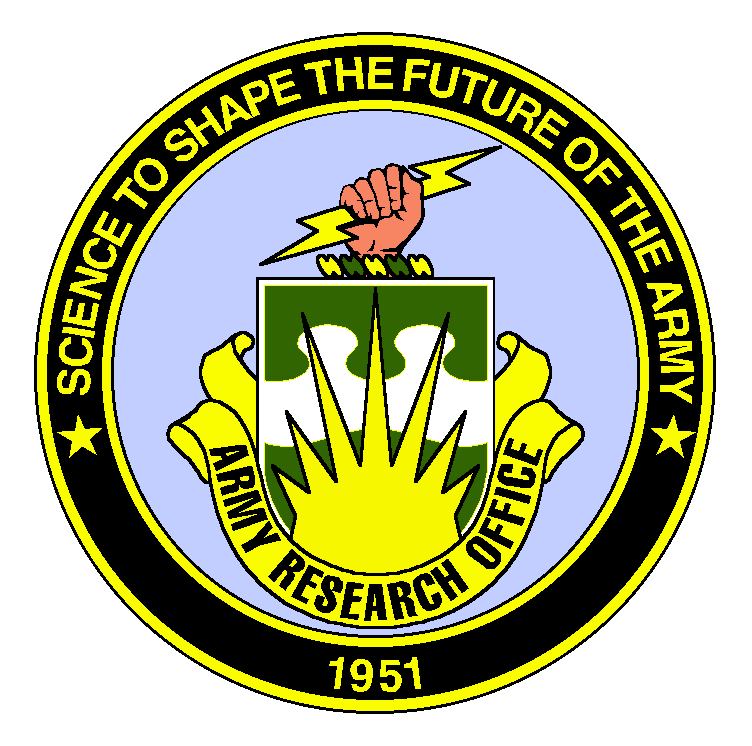 SCIENCE TO SHAPE THE FUTURE OF THE ARMY
ARMY RESEARCH OFFICE
1951